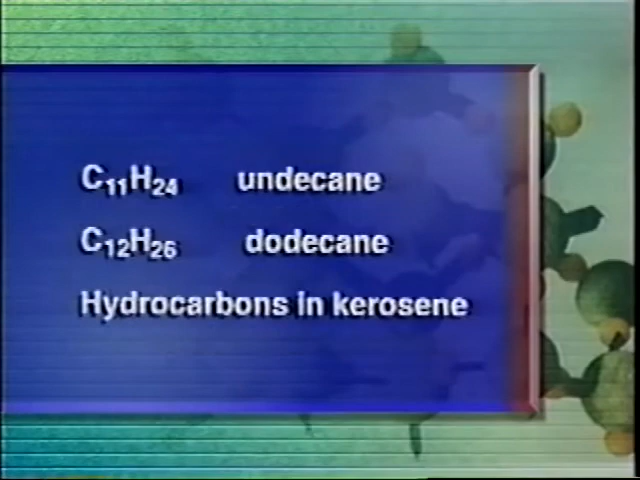 C₁₁H₂₄ undecane
C₁₂H₂₆ dodecane
Hydrocarbons in kerosene